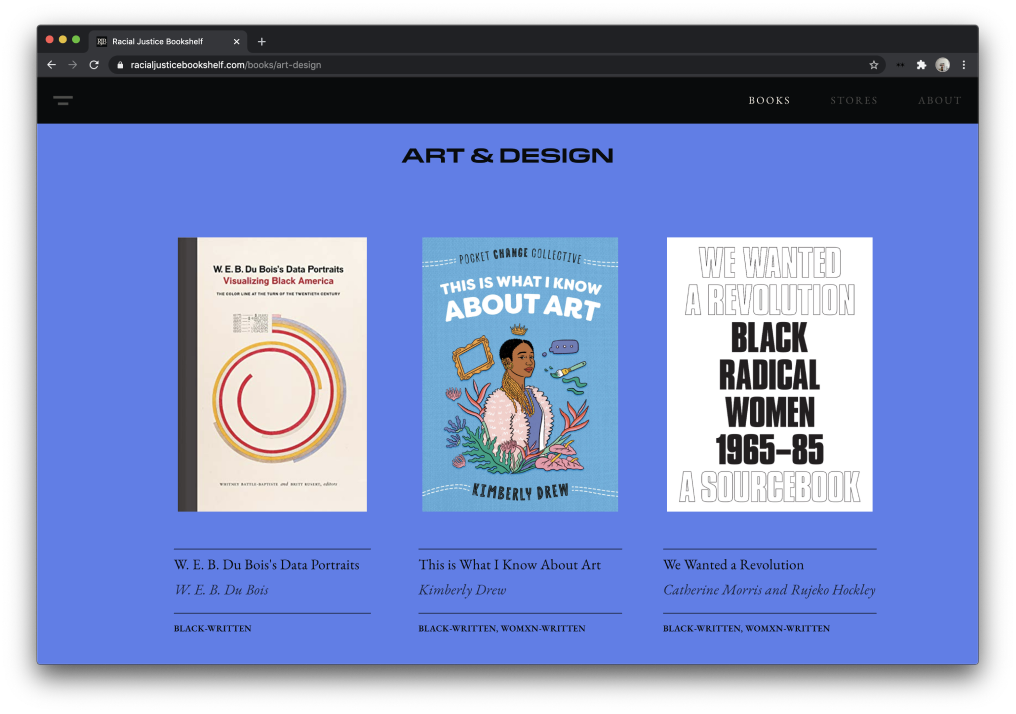 RJB Racial Justice Bookshelf
racialjusticebookshelf.com/books/art-design
BOOKS STORES ABOUT
ART & DESIGN
W. E. B. Du Bois's Data Portraits
Visualizing Black America
THE COLOR LINE AT THE TURN OF THE TWENTIETH CENTURY
WHITNEY BATTLE-BAPTISTE and BRITT RUSERT, editors
POCKET CHANGE COLLECTIVE
THIS IS WHAT I KNOW
ABOUT ART
KIMBERLY DREW
WE WANTED
A REVOLUTION
BLACK
RADICAL
WOMEN
1965–85
A SOURCEBOOK
W. E. B. Du Bois's Data Portraits
W. E. B. Du Bois
BLACK-WRITTEN
This is What I Know About Art
Kimberly Drew
BLACK-WRITTEN, WOMXN-WRITTEN
We Wanted a Revolution
Catherine Morris and Rujeko Hockley
BLACK-WRITTEN, WOMXN-WRITTEN